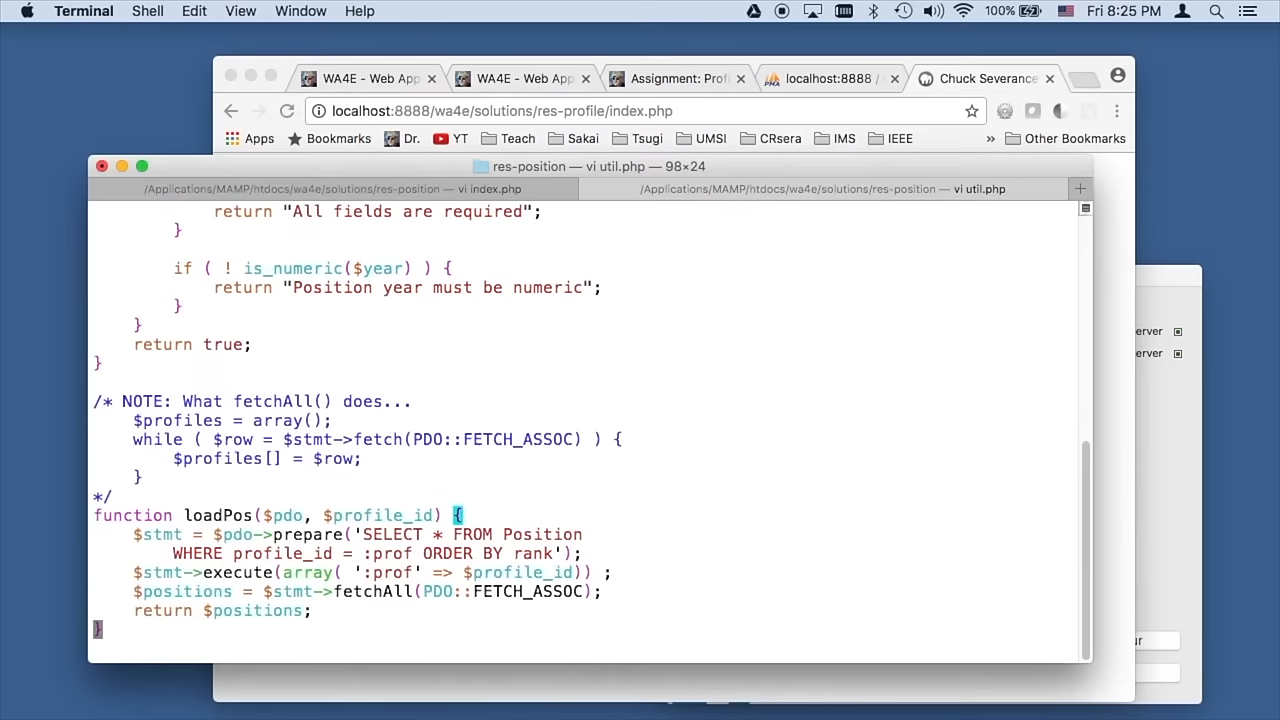 Terminal Shell Edit View Window Help 100% Fri 8:25 PM
WA4E - Web App WA4E - Web App Assignment: Profi localhost:8888 / Chuck Severance
localhost:8888/wa4e/solutions/res-profile/index.php
Apps Bookmarks Dr. YT Teach Sakai Tsugi UMSI CRsera IMS IEEE » Other Bookmarks
res-position — vi util.php — 98×24
/Applications/MAMP/htdocs/wa4e/solutions/res-position — vi index.php /Applications/MAMP/htdocs/wa4e/solutions/res-position — vi util.php +
return "All fields are required";
}
if ( ! is_numeric($year) ) {
return "Position year must be numeric";
}
}
return true;
}
/* NOTE: What fetchAll() does...
$profiles = array();
while ( $row = $stmt->fetch(PDO::FETCH_ASSOC) ) {
$profiles[] = $row;
}
*/
function loadPos($pdo, $profile_id) {
$stmt = $pdo->prepare('SELECT * FROM Position
WHERE profile_id = :prof ORDER BY rank');
$stmt->execute(array( ':prof' => $profile_id)) ;
$positions = $stmt->fetchAll(PDO::FETCH_ASSOC);
return $positions;
}
erver
erver
ur